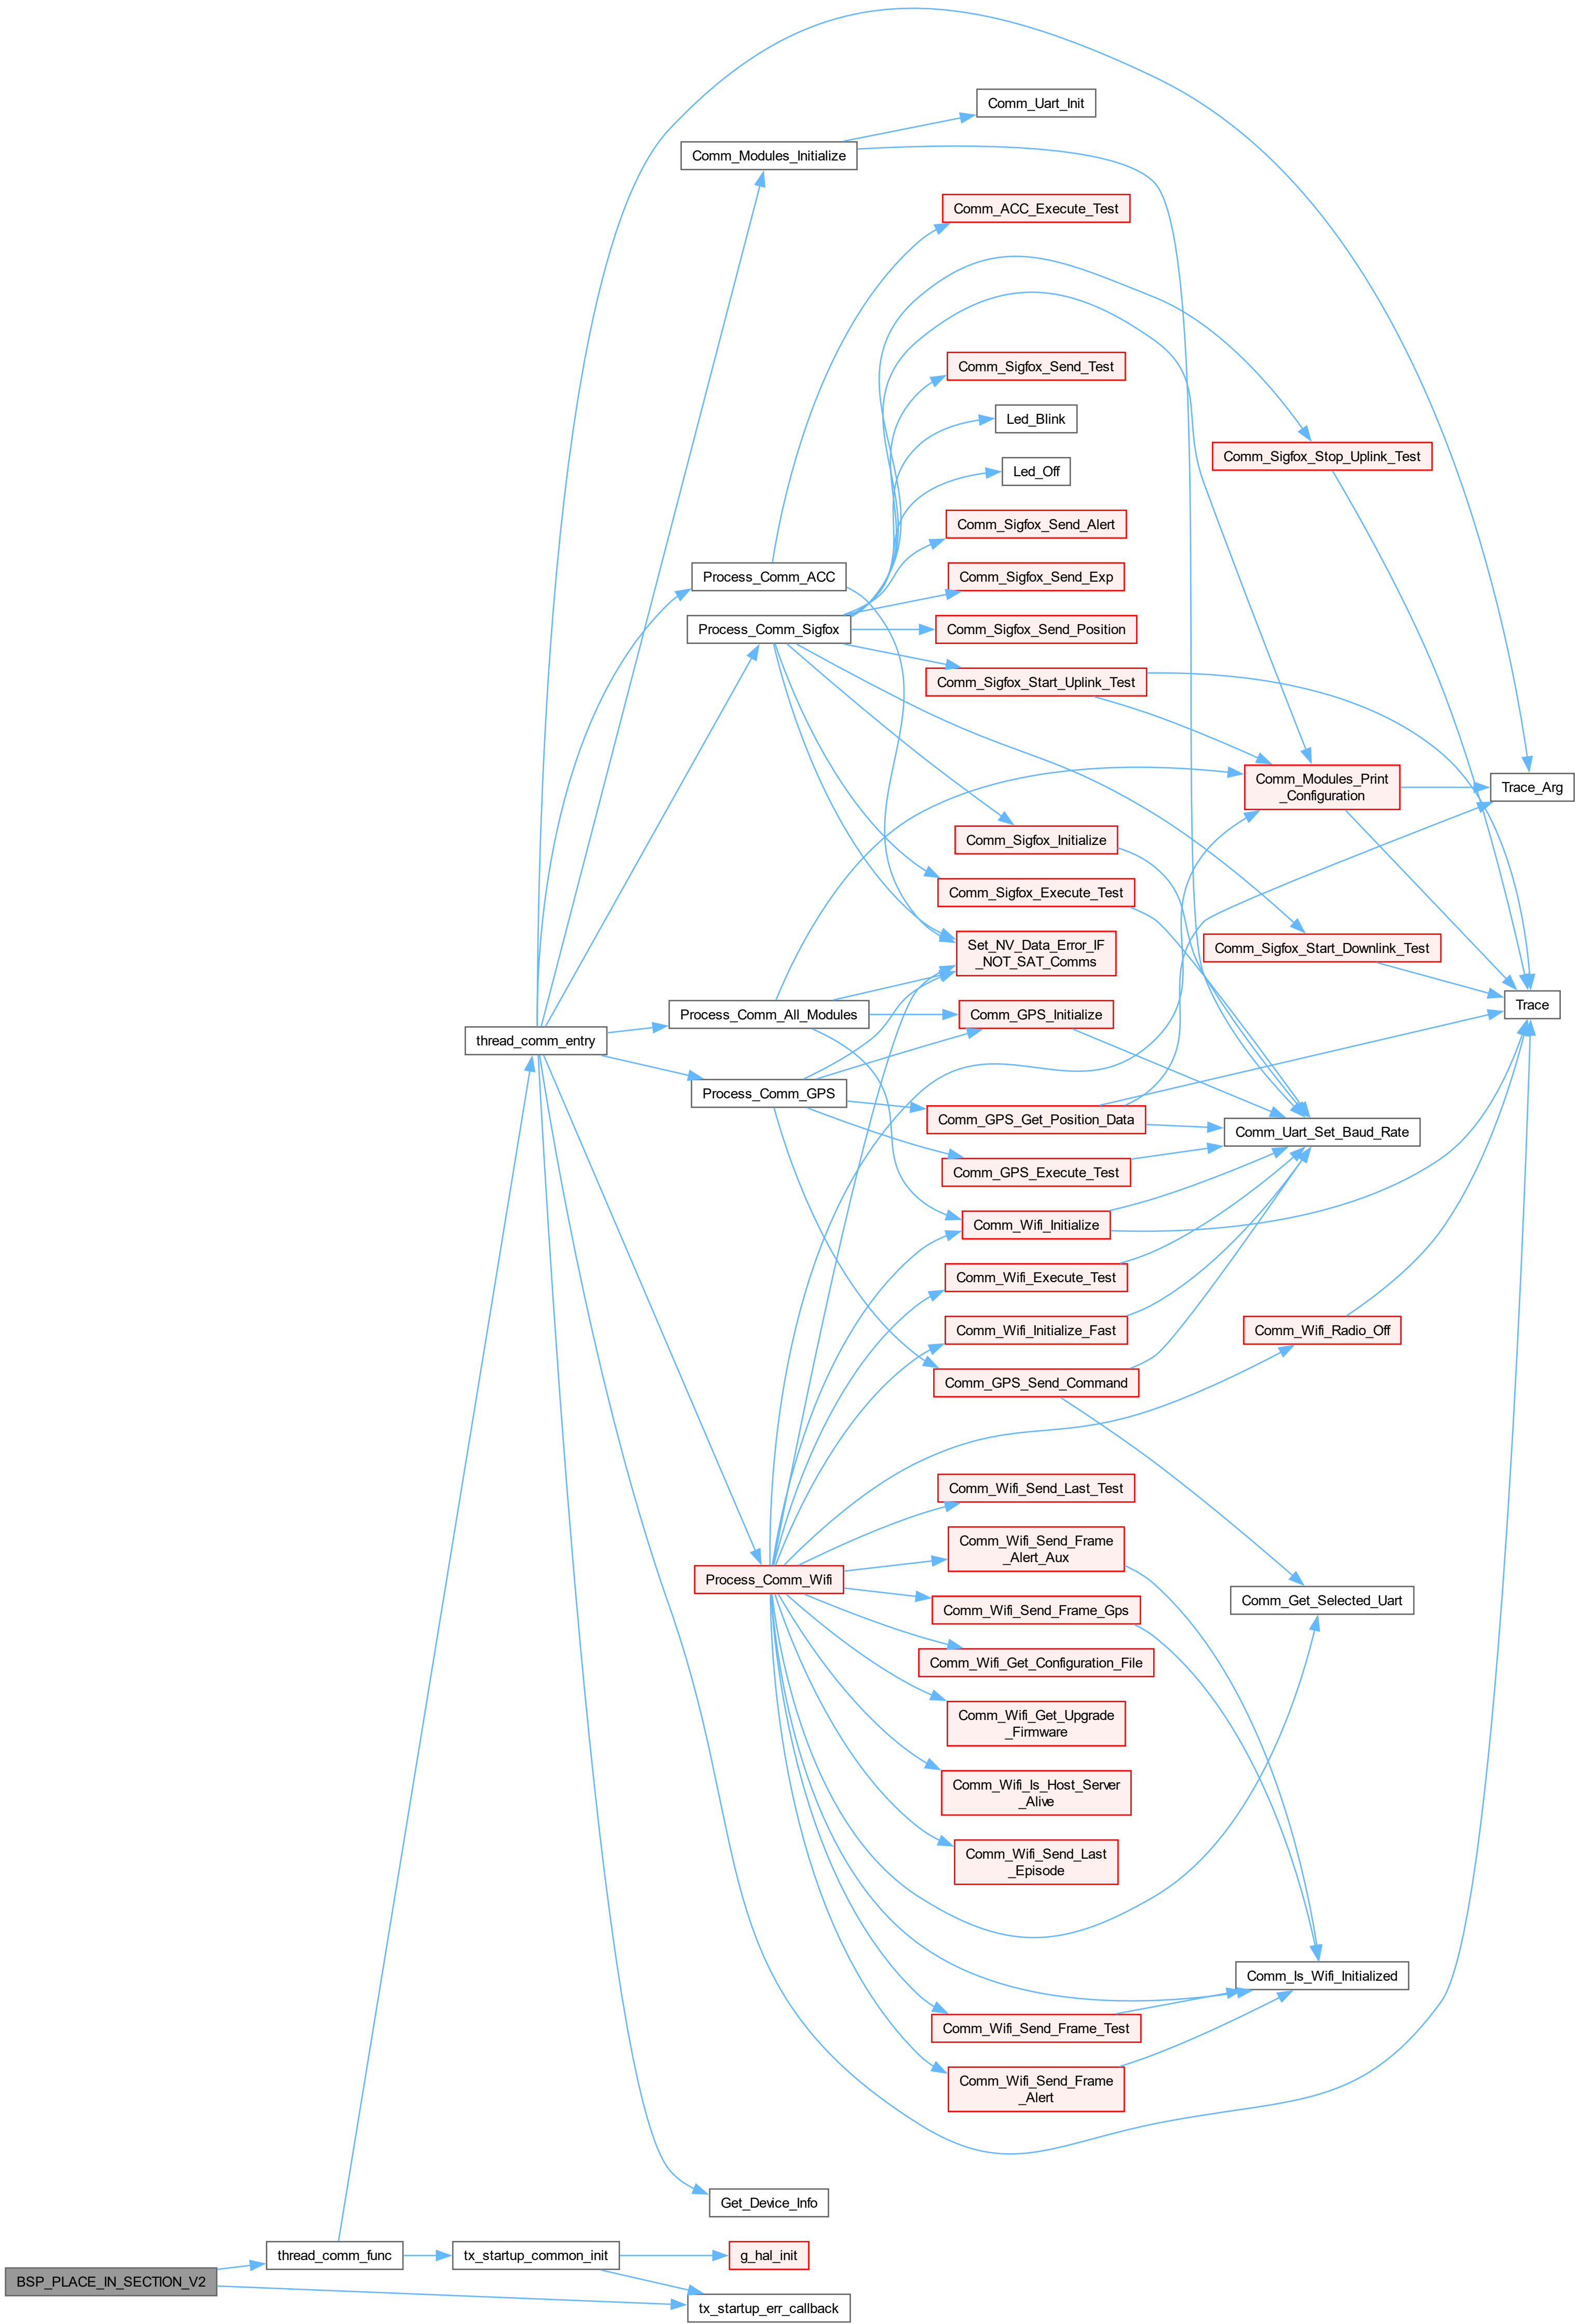 Comm_Uart_Init
Comm_Modules_Initialize
Comm_ACC_Execute_Test
Comm_Sigfox_Send_Test
Led_Blink
Comm_Sigfox_Stop_Uplink_Test
Led_Off
Comm_Sigfox_Send_Alert
Process_Comm_ACC
Comm_Sigfox_Send_Exp
Process_Comm_Sigfox
Comm_Sigfox_Send_Position
Comm_Sigfox_Start_Uplink_Test
Comm_Modules_Print
_Configuration
Trace_Arg
Comm_Sigfox_Initialize
Comm_Sigfox_Execute_Test
Set_NV_Data_Error_IF
_NOT_SAT_Comms
Comm_Sigfox_Start_Downlink_Test
Trace
Process_Comm_All_Modules
Comm_GPS_Initialize
thread_comm_entry
Process_Comm_GPS
Comm_GPS_Get_Position_Data
Comm_Uart_Set_Baud_Rate
Comm_GPS_Execute_Test
Comm_Wifi_Initialize
Comm_Wifi_Execute_Test
Comm_Wifi_Initialize_Fast
Comm_Wifi_Radio_Off
Comm_GPS_Send_Command
Comm_Wifi_Send_Last_Test
Comm_Wifi_Send_Frame
_Alert_Aux
Process_Comm_Wifi
Comm_Get_Selected_Uart
Comm_Wifi_Send_Frame_Gps
Comm_Wifi_Get_Configuration_File
Comm_Wifi_Get_Upgrade
_Firmware
Comm_Wifi_Is_Host_Server
_Alive
Comm_Wifi_Send_Last
_Episode
Comm_Is_Wifi_Initialized
Comm_Wifi_Send_Frame_Test
Comm_Wifi_Send_Frame
_Alert
Get_Device_Info
thread_comm_func
tx_startup_common_init
g_hal_init
BSP_PLACE_IN_SECTION_V2
tx_startup_err_callback